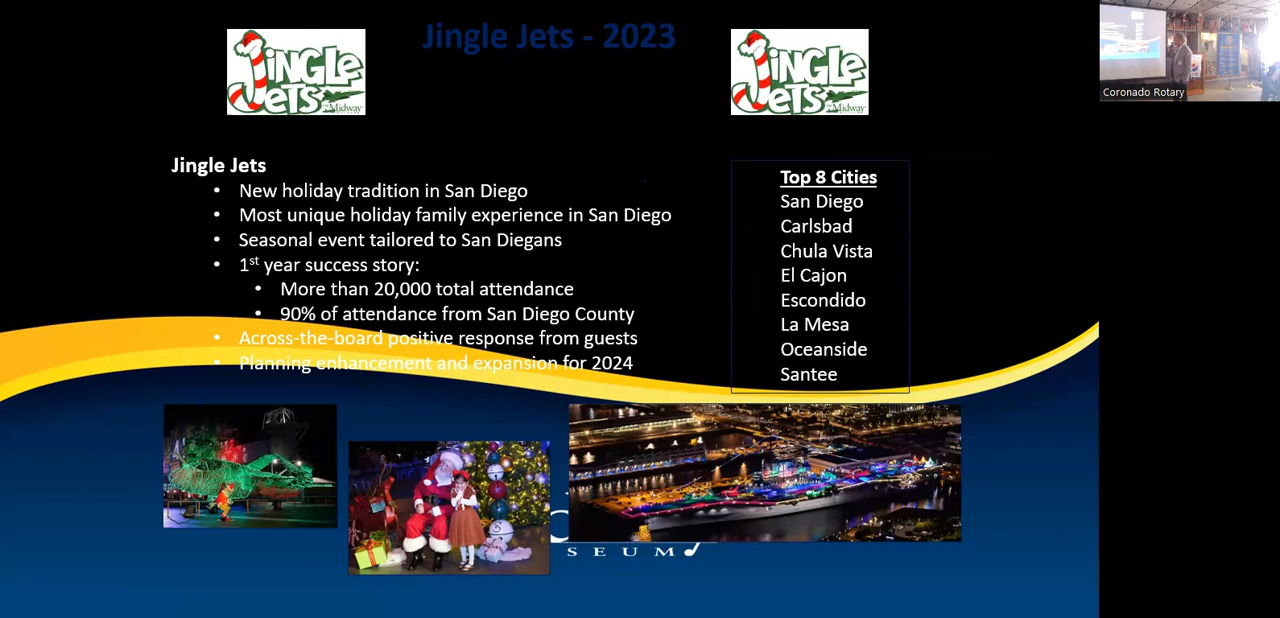 Jingle Jets - 2023
JINGLE
JETS
Midway
JINGLE
JETS
Midway
Coronado Rotary
Jingle Jets
• New holiday tradition in San Diego
• Most unique holiday family experience in San Diego
• Seasonal event tailored to San Diegans
• 1st year success story:
• More than 20,000 total attendance
• 90% of attendance from San Diego County
• Across-the-board positive response from guests
• Planning enhancement and expansion for 2024
Top 8 Cities
San Diego
Carlsbad
Chula Vista
El Cajon
Escondido
La Mesa
Oceanside
Santee
SEUM